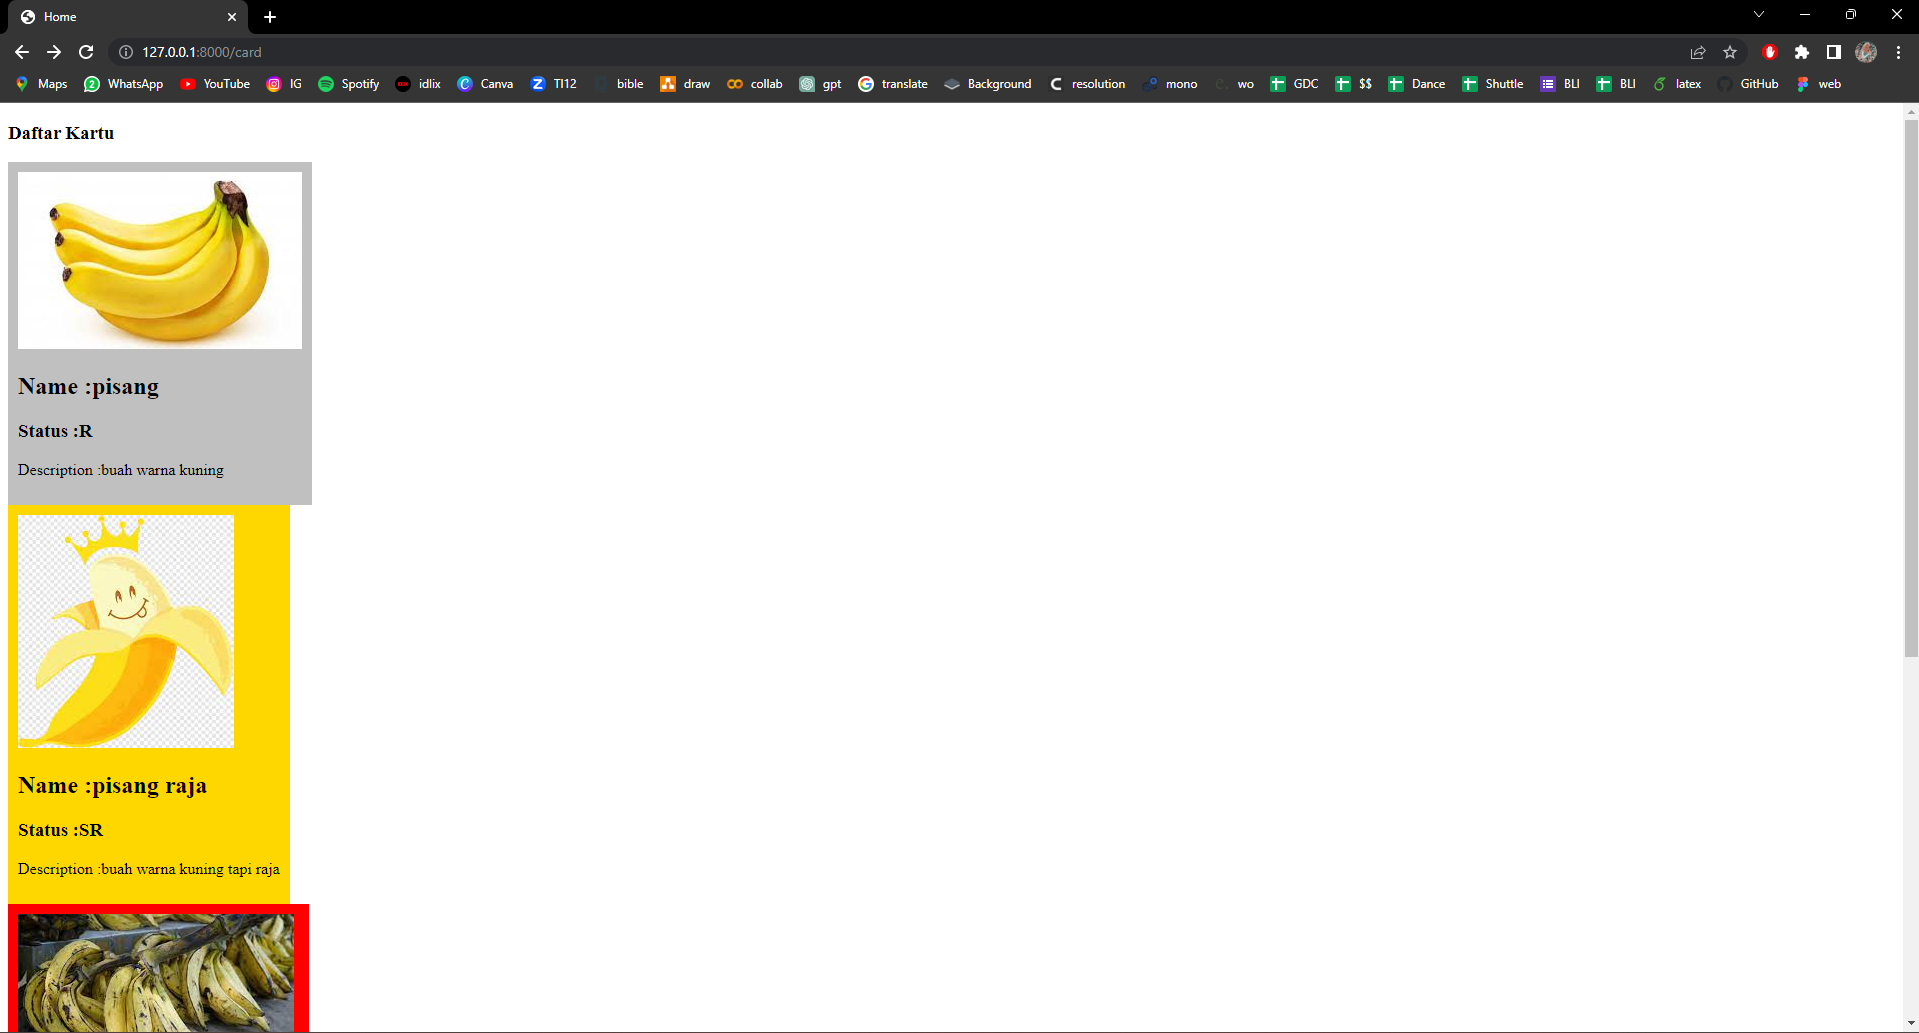 Home
127.0.0.1:8000/card
Maps WhatsApp YouTube IG Spotify idlix Canva TI12 bible draw collab gpt translate Background resolution mono wo GDC $$ Dance Shuttle BLI BLI latex GitHub web
Daftar Kartu
Name :pisang
Status :R
Description :buah warna kuning
Name :pisang raja
Status :SR
Description :buah warna kuning tapi raja